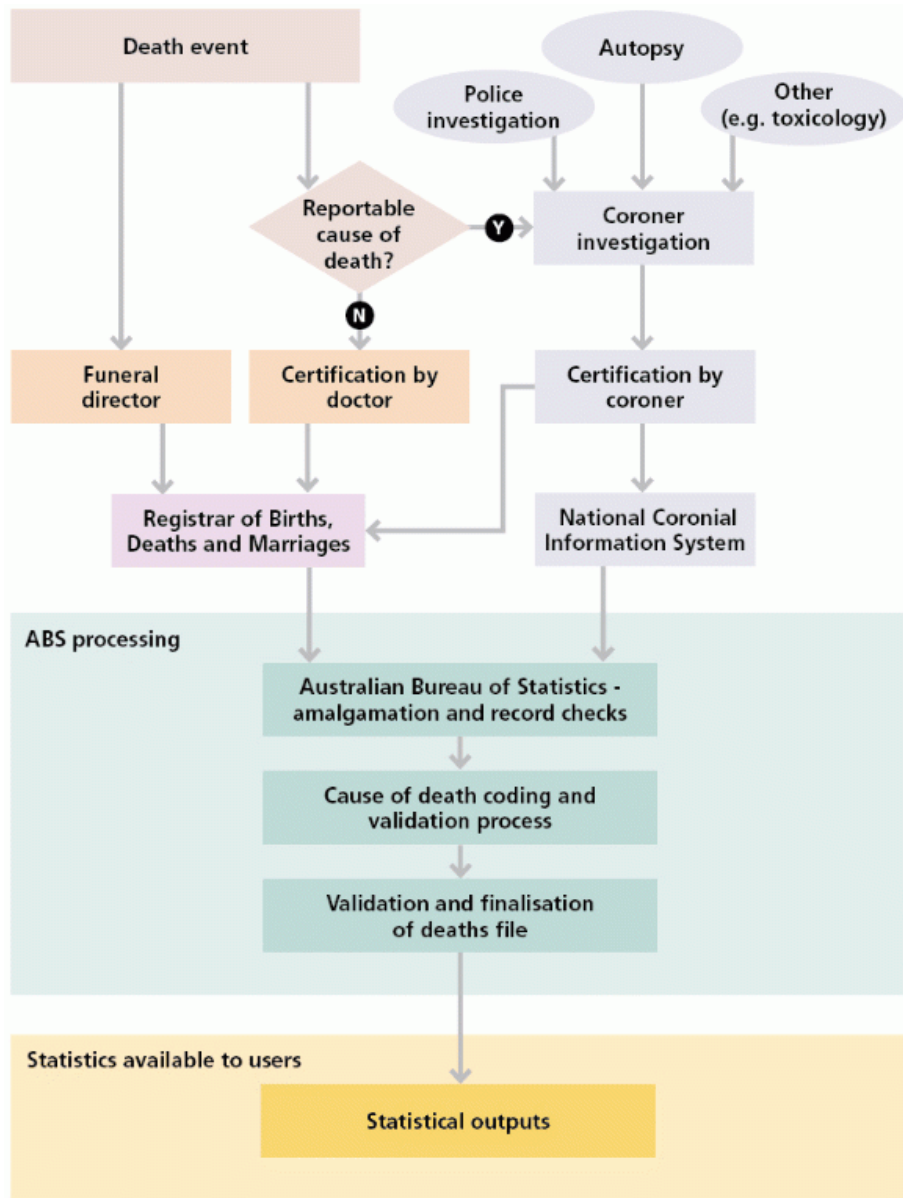 Death event
Autopsy
Police
investigation
Other
(e.g. toxicology)
Reportable
cause of
death?
Y
Coroner
investigation
N
Funeral
director
Certification by
doctor
Certification by
coroner
Registrar of Births,
Deaths and Marriages
National Coronial
Information System
ABS processing
Australian Bureau of Statistics -
amalgamation and record checks
Cause of death coding and
validation process
Validation and finalisation
of deaths file
Statistics available to users
Statistical outputs